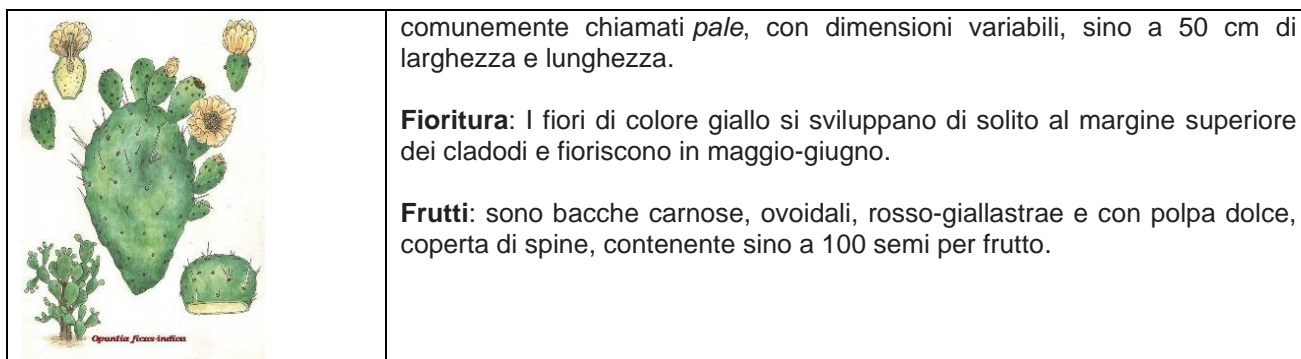 comunemente chiamati pale, con dimensioni variabili, sino a 50 cm di
larghezza e lunghezza.
Fioritura: I fiori di colore giallo si sviluppano di solito al margine superiore
dei cladodi e fioriscono in maggio-giugno.
Frutti: sono bacche carnose, ovoidali, rosso-giallastrae e con polpa dolce,
coperta di spine, contenente sino a 100 semi per frutto.
Opuntia ficus-indica